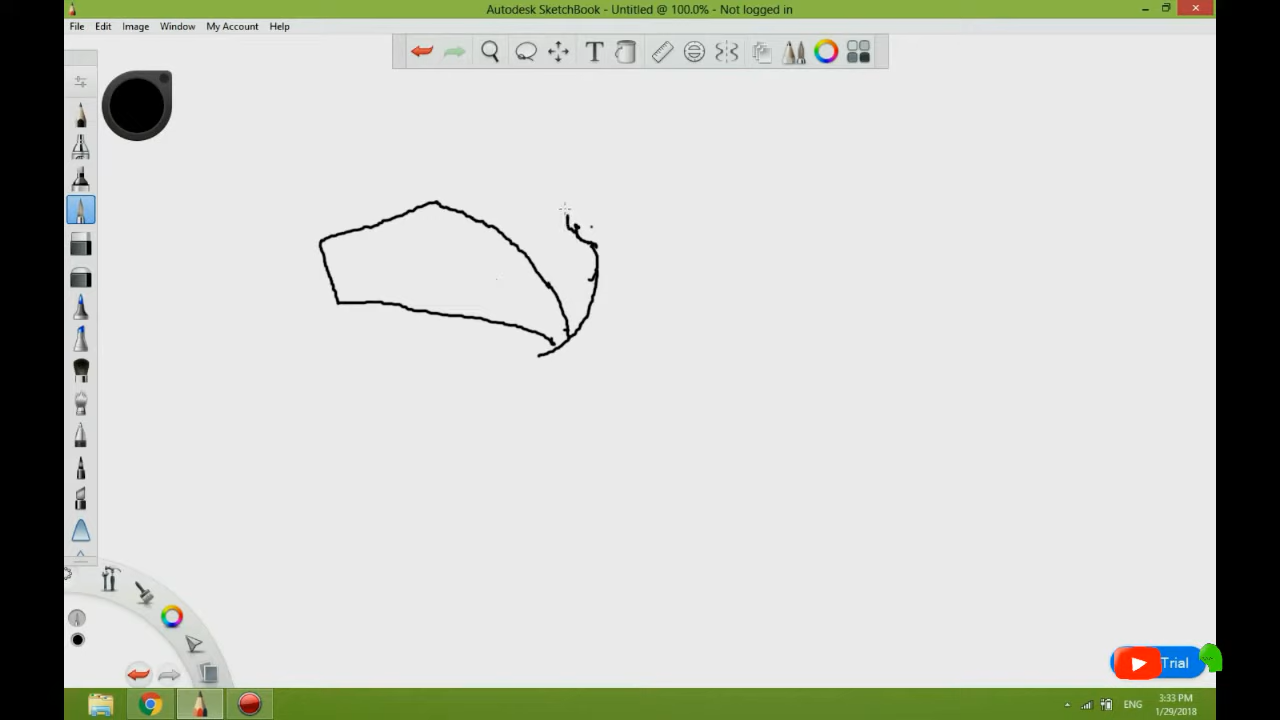 Autodesk SketchBook - Untitled @ 100.0% - Not logged in
File Edit Image Window My Account Help
T
Trial
ENG
3:33 PM
1/29/2018